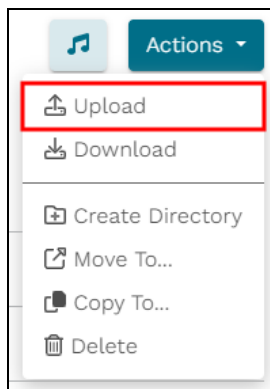 Actions
Upload
Download
Create Directory
Move To...
Copy To...
Delete